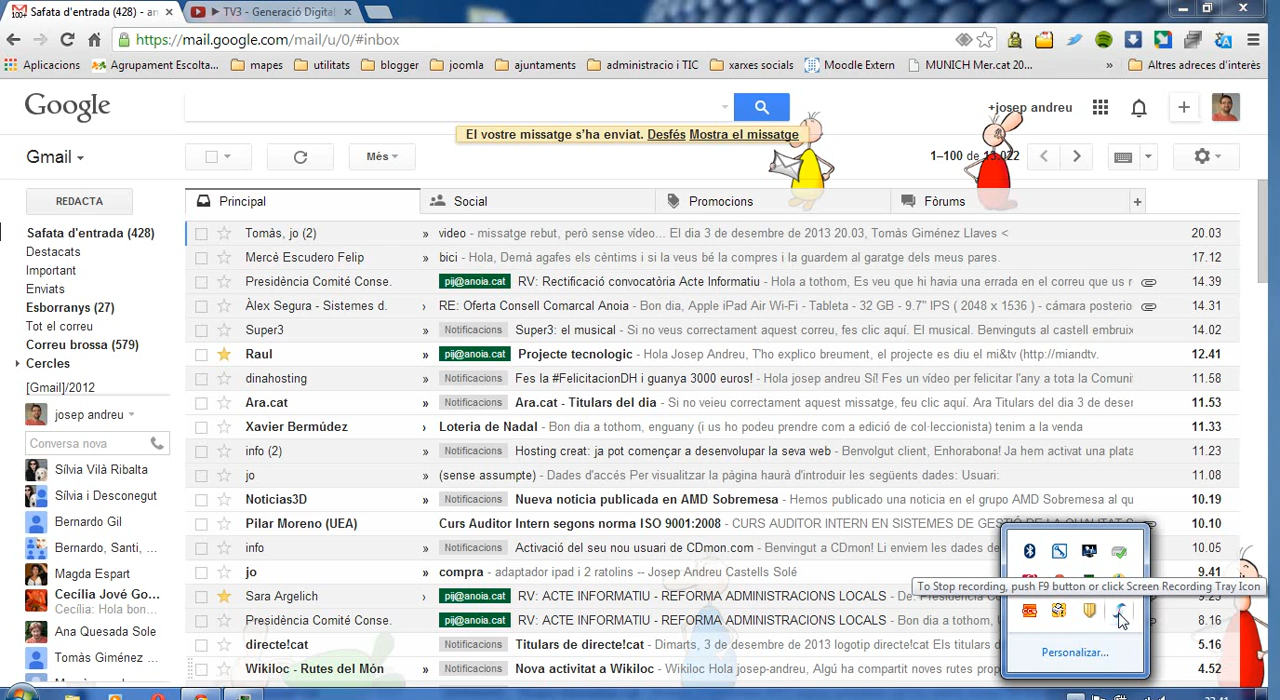 Safata d'entrada (428) - an
TV3 - Generació Digital
https://mail.google.com/mail/u/0/#inbox
Aplicacions Agrupament Escolta... mapes utilitats blogger joomla ajuntaments administracio i TIC xarxes socials Moodle Extern MUNICH Mer.cat 20... » Altres adreces d'interès
Google
+josep andreu
El vostre missatge s'ha enviat. Desfés Mostra el missatge
Gmail
Més
1–100 de 13.022
REDACTA
Principal Social Promocions Fòrums
Safata d'entrada (428)
Destacats
Important
Enviats
Esborranys (27)
Tot el correu
Correu brossa (579)
Cercles
[Gmail]/2012
josep andreu
Conversa nova
Sílvia Vilà Ribalta
Sílvia i Desconegut
Bernardo Gil
Bernardo, Santi, ...
Magda Espart
Cecília José Go...
Cecília: Hola bon...
Ana Quesada Sole
Tomàs Giménez ...
Tomàs, jo (2) » video - missatge rebut, però sense vídeo... El dia 3 de desembre de 2013 20.03, Tomàs Giménez Llaves < 20.03
Mercè Escudero Felip » bici - Hola, Demà agafes els cèntims i si la veus bé la compres i la guardem al garatge dels meus pares. 17.12
Presidència Comitè Conse. » pij@anoia.cat RV: Rectificació convocatòria Acte Informatiu - Hola a tothom, Es veu que hi havia una errada en el correu que us r 14.39
Àlex Segura - Sistemes d. › RE: Oferta Consell Comarcal Anoia - Bon dia, Apple iPad Air Wi-Fi - Tableta - 32 GB - 9.7" IPS ( 2048 x 1536 ) - cámara posterio 14.31
Super3 » Notificacions Super3: el musical - Si no veus correctament aquest correu, fes clic aquí. El musical. Benvinguts al castell embruix 14.02
Raul » pij@anoia.cat Projecte tecnologic - Hola Josep Andreu, T'ho explico breument, el projecte es diu el mi&tv (http://miandtv. 12.41
dinahosting » Notificacions Fes la #FelicitacionDH i guanya 3000 euros! - Hola josep andreu Sí! Fes un vídeo per felicitar l'any a tota la Comuni 11.58
Ara.cat » Notificacions Ara.cat - Titulars del dia - Si no veieu correctament aquest missatge, feu clic aquí. Titulars del dia 3 de dese 11.53
Xavier Bermúdez › Loteria de Nadal - Bon dia a tothom, enguany (i us ho podeu prendre com a edició de col·leccionista) tenim a la venda 11.33
info (2) » Notificacions Hosting creat: ja pot començar a desenvolupar la seva web - Benvolgut client, Enhorabona! Ja hem activat una plata 11.23
jo » (sense assumpte) - Dades d'accés Per visualitzar la pàgina haurà d'introduir les següents dades: Usuari: 11.08
Noticias3D » Notificacions Nueva noticia publicada en AMD Sobremesa - Hemos publicado una noticia en el grupo AMD Sobremesa al qu 10.19
Pilar Moreno (UEA) » Curs Auditor Intern segons norma ISO 9001:2008 - CURS AUDITOR INTERN EN SISTEMES DE GESTIÓ DE LA QUALITAT 10.10
info » Notificacions Activació del seu nou usuari de CDmon.com - Benvingut a CDmon! Li enviem les dades de 10.05
jo » compra - adaptador ipad i 2 ratolins - Josep Andreu Castells Solé 9.41
Sara Argelich » pij@anoia.cat RV: ACTE INFORMATIU - REFORMA ADMINISTRACIONS LOCALS - De: Presidència Co 9.23
Presidència Comitè Conse. » pij@anoia.cat RV: ACTE INFORMATIU - REFORMA ADMINISTRACIONS LOCALS - 8.16
directe!cat » Notificacions Titulars de directe!cat - Dimarts, 3 de desembre de 2013 logotip directe!cat 5.16
Wikiloc - Rutes del Món » Notificacions Nova activitat a Wikiloc - Wikiloc Hola josep-andreu, Algú ha compartit noves rutes prop 4.52
To Stop recording, push F9 button or click Screen Recording Tray Icon
Personalizar...